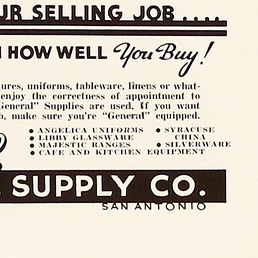 UR SELLING JOB.....
HOW WELL You Buy!
ures, uniforms, tableware, linens or what-
enjoy the correctness of appointment to
General" Supplies are used. If you want
b, make sure you're "General" equipped.
• ANGELICA UNIFORMS • SYRACUSE CHINA
• LIBBY GLASSWARE
• MAJESTIC RANGES • SILVERWARE
• CAFE AND KITCHEN EQUIPMENT
SUPPLY CO.
SAN ANTONIO